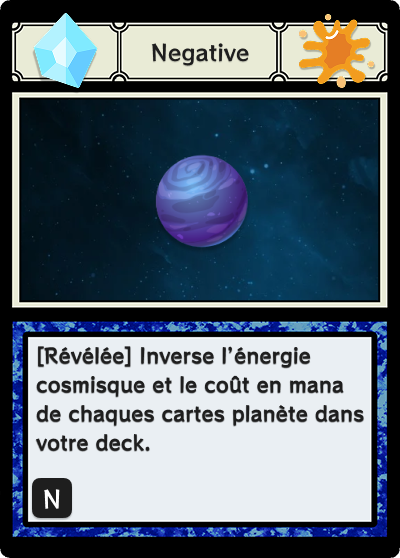 Negative
[Révélée] Inverse l'énergie
cosmisque et le coût en mana
de chaques cartes planète dans
votre deck.
N